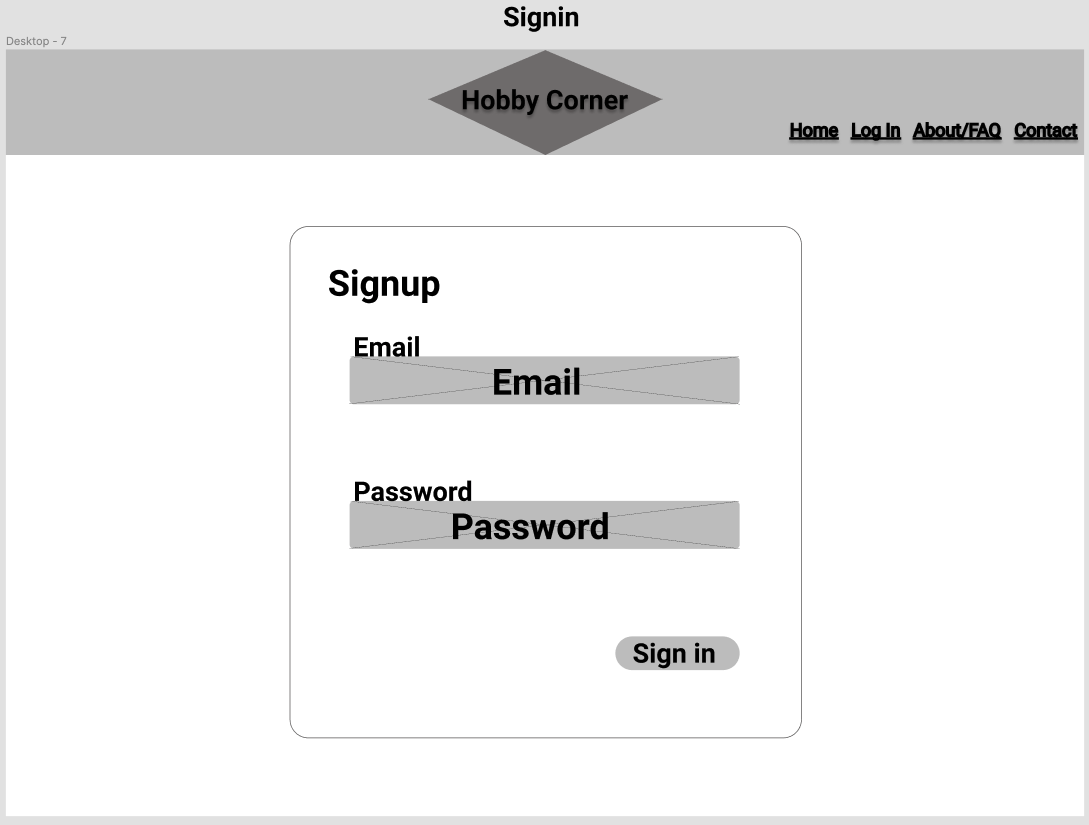 Signin
Desktop - 7
Hobby Corner
Home Log In About/FAQ Contact
Signup
Email
Email
Password
Password
Sign in